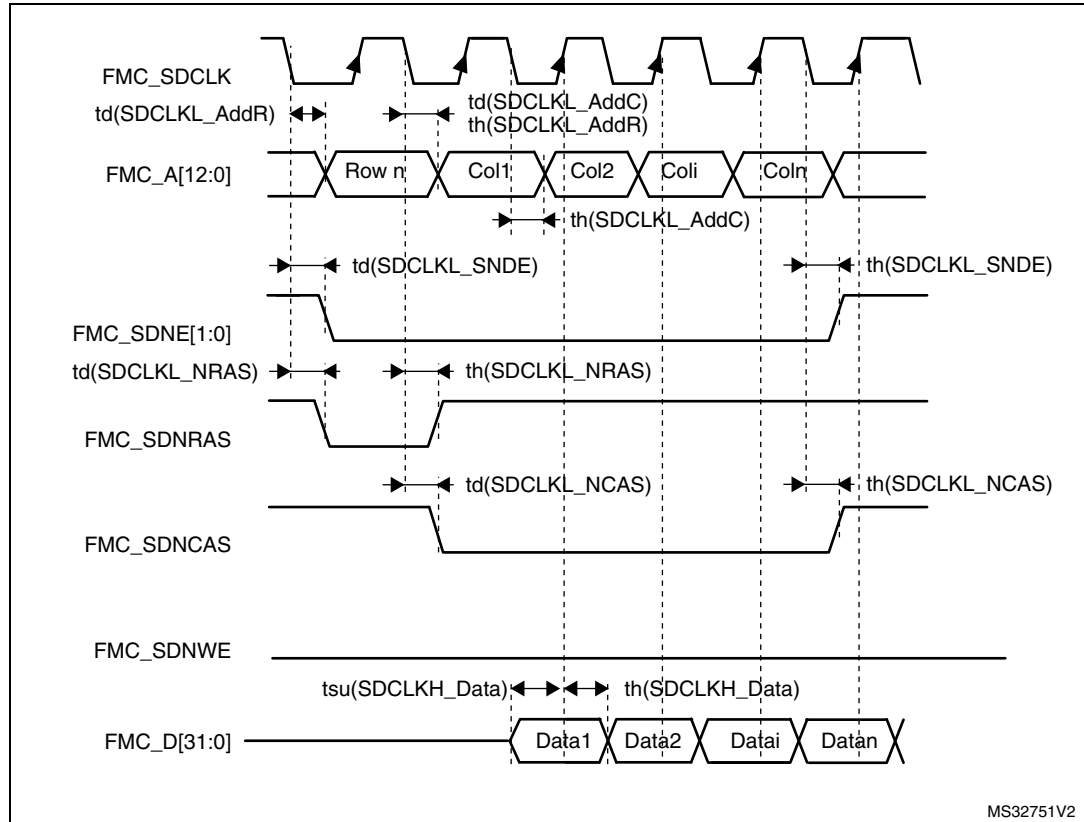 FMC_SDCLK
td(SDCLKL_AddR)
td(SDCLKL_AddC)
th(SDCLKL_AddR)
FMC_A[12:0]
Row n
Col1
Col2
Coli
Coln
th(SDCLKL_AddC)
td(SDCLKL_SNDE)
th(SDCLKL_SNDE)
FMC_SDNE[1:0]
td(SDCLKL_NRAS)
th(SDCLKL_NRAS)
FMC_SDNRAS
td(SDCLKL_NCAS)
th(SDCLKL_NCAS)
FMC_SDNCAS
FMC_SDNWE
tsu(SDCLKH_Data)
th(SDCLKH_Data)
FMC_D[31:0]
Data1
Data2
Datai
Datan
MS32751V2